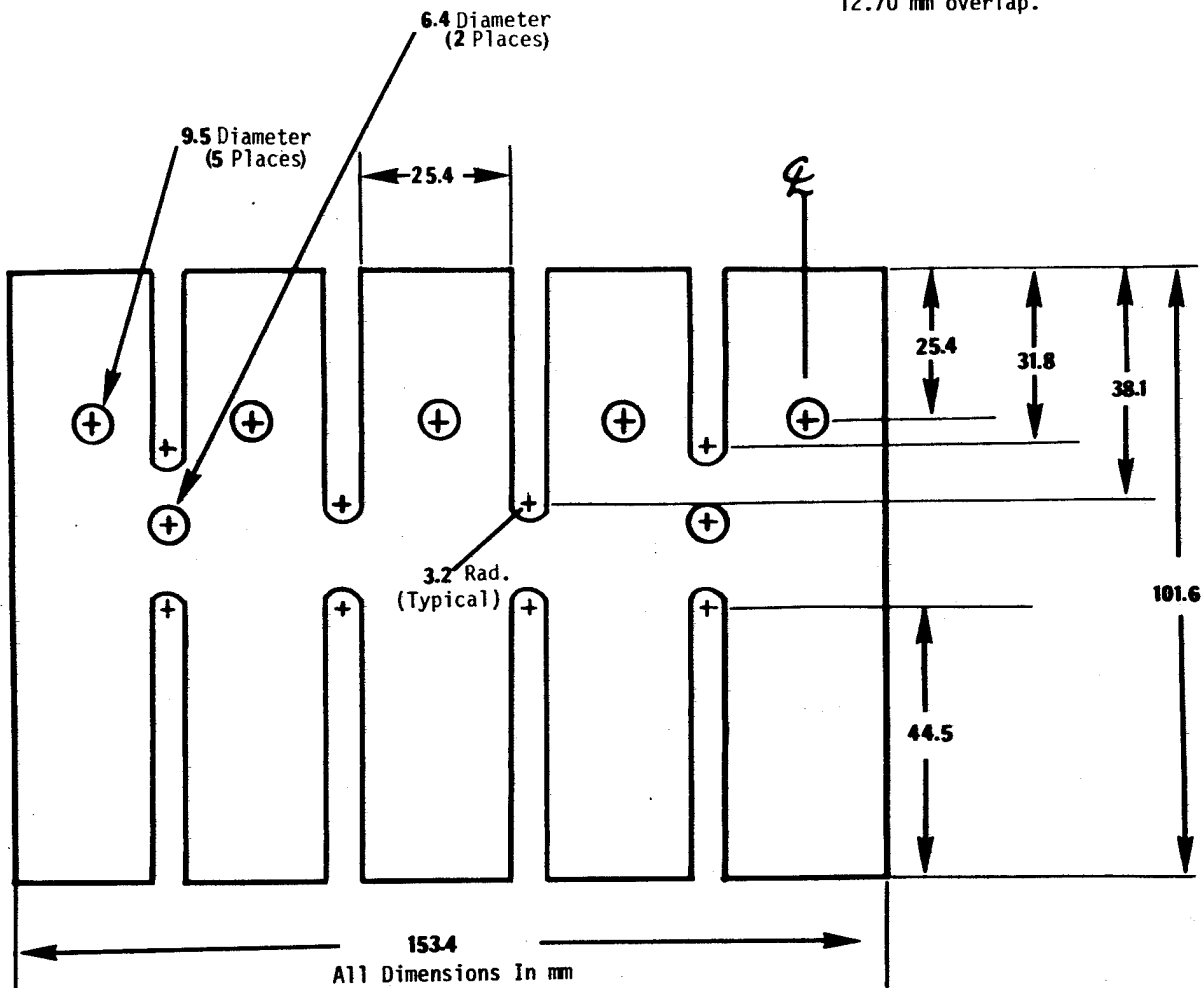 12.70 mm overlap.
6.4 Diameter
(2 Places)
9.5 Diameter
(5 Places)
25.4
℄
25.4
31.8
38.1
3.2 Rad.
(Typical)
101.6
44.5
153.4
All Dimensions In mm